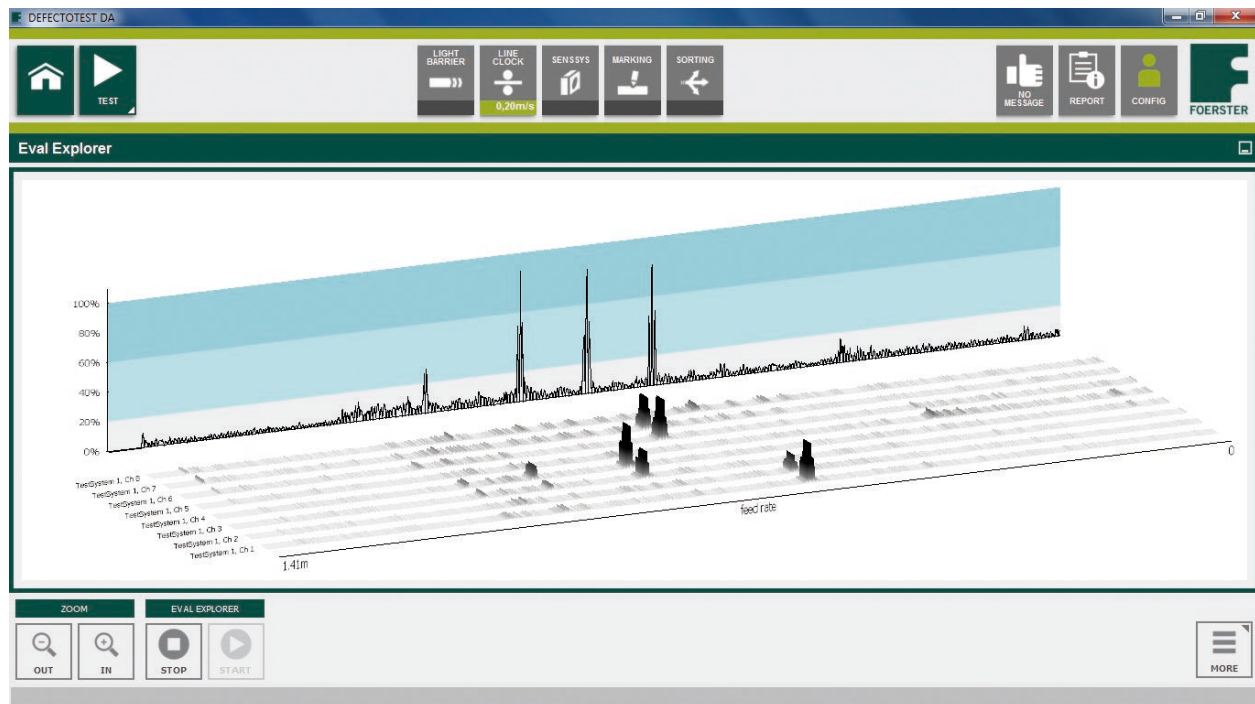 DEFECTOTEST DA
TEST
LIGHT
BARRIER
LINE
CLOCK
0,20m/s
SENSSYS
MARKING
SORTING
NO
MESSAGE
REPORT
CONFIG
FOERSTER
Eval Explorer
100%
80%
60%
40%
20%
0%
TestSystem 1, Ch 8
TestSystem 1, Ch 7
TestSystem 1, Ch 6
TestSystem 1, Ch 5
TestSystem 1, Ch 4
TestSystem 1, Ch 3
TestSystem 1, Ch 2
TestSystem 1, Ch 1
1.41m
feed rate
0
ZOOM
EVAL EXPLORER
OUT
IN
STOP
START
MORE